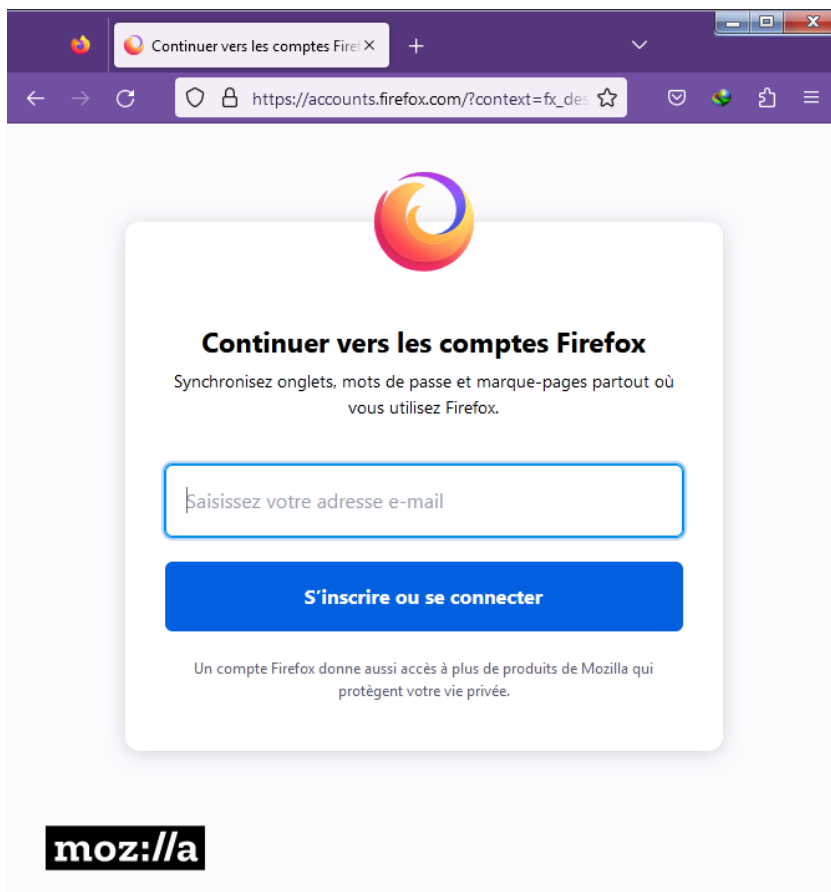 Continuer vers les comptes Firef
https://accounts.firefox.com/?context=fx_des
Continuer vers les comptes Firefox
Synchronisez onglets, mots de passe et marque-pages partout où
vous utilisez Firefox.
Saisissez votre adresse e-mail
S’inscrire ou se connecter
Un compte Firefox donne aussi accès à plus de produits de Mozilla qui
protègent votre vie privée.
moz://a